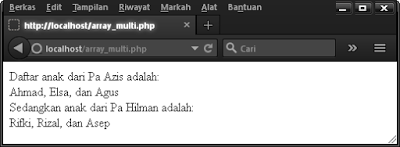 Berkas Edit Tampilan Riwayat Markah Alat Bantuan
http://localhost/array_multi.php
localhost/array_multi.php
Cari
Daftar anak dari Pa Azis adalah:
Ahmad, Elsa, dan Agus
Sedangkan anak dari Pa Hilman adalah:
Rifki, Rizal, dan Asep